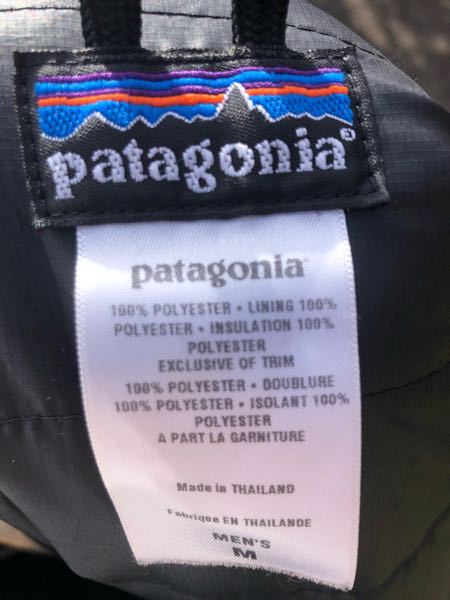 patagonia®
patagonia
100% POLYESTER • LINING 100%
POLYESTER • INSULATION 100%
POLYESTER
EXCLUSIVE OF TRIM
100% POLYESTER • DOUBLURE
100% POLYESTER • ISOLANT 100%
POLYESTER
A PART LA GARNITURE
Made in THAILAND
Fabrique EN THAILANDE
MEN'S
M